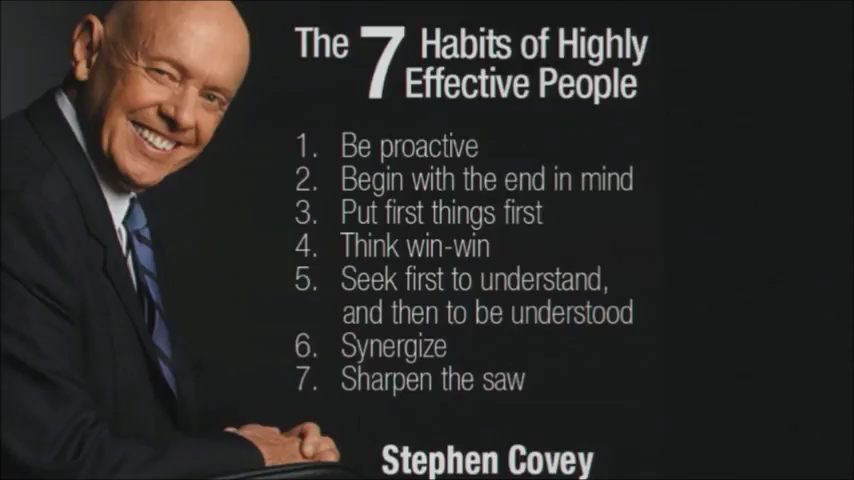 The 7 Habits of Highly
Effective People
1. Be proactive
2. Begin with the end in mind
3. Put first things first
4. Think win-win
5. Seek first to understand,
and then to be understood
6. Synergize
7. Sharpen the saw
Stephen Covey